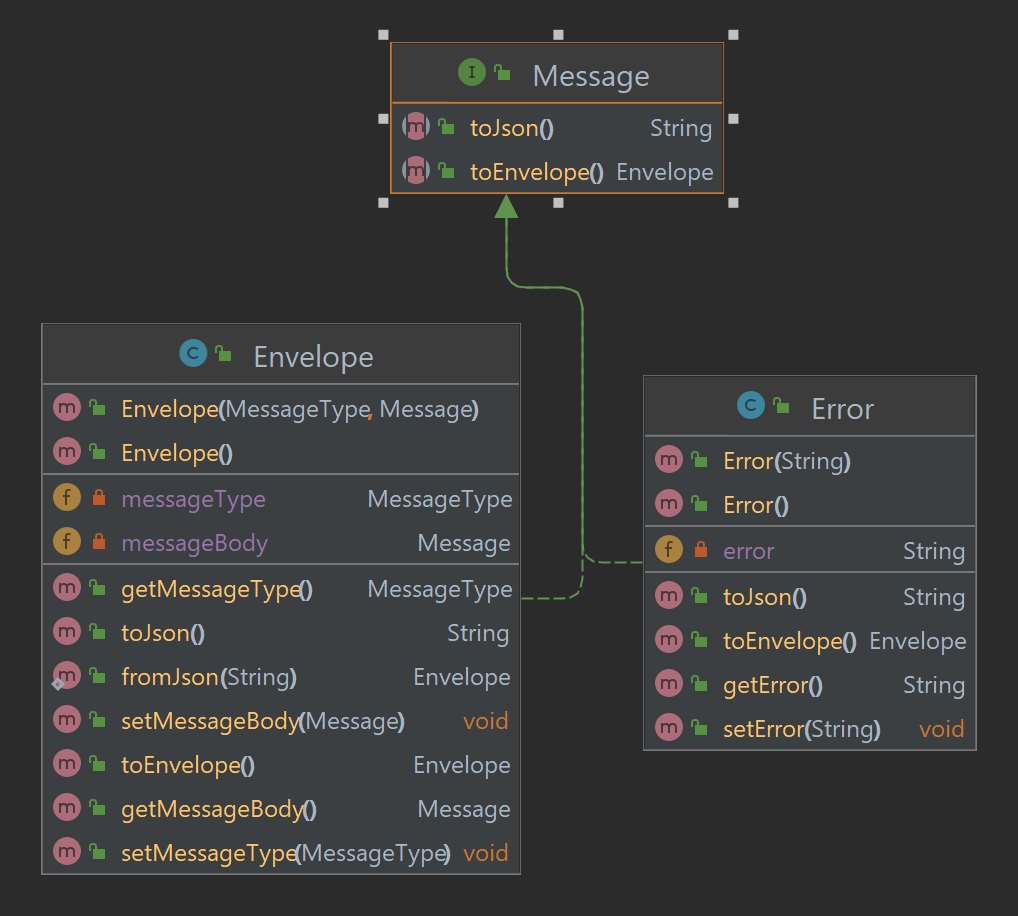 I Message
m toJson() String
m toEnvelope() Envelope
C Envelope
m Envelope(MessageType, Message)
m Envelope()
f messageType MessageType
f messageBody Message
m getMessageType() MessageType
m toJson() String
m fromJson(String) Envelope
m setMessageBody(Message) void
m toEnvelope() Envelope
m getMessageBody() Message
m setMessageType(MessageType) void
C Error
m Error(String)
m Error()
f error String
m toJson() String
m toEnvelope() Envelope
m getError() String
m setError(String) void